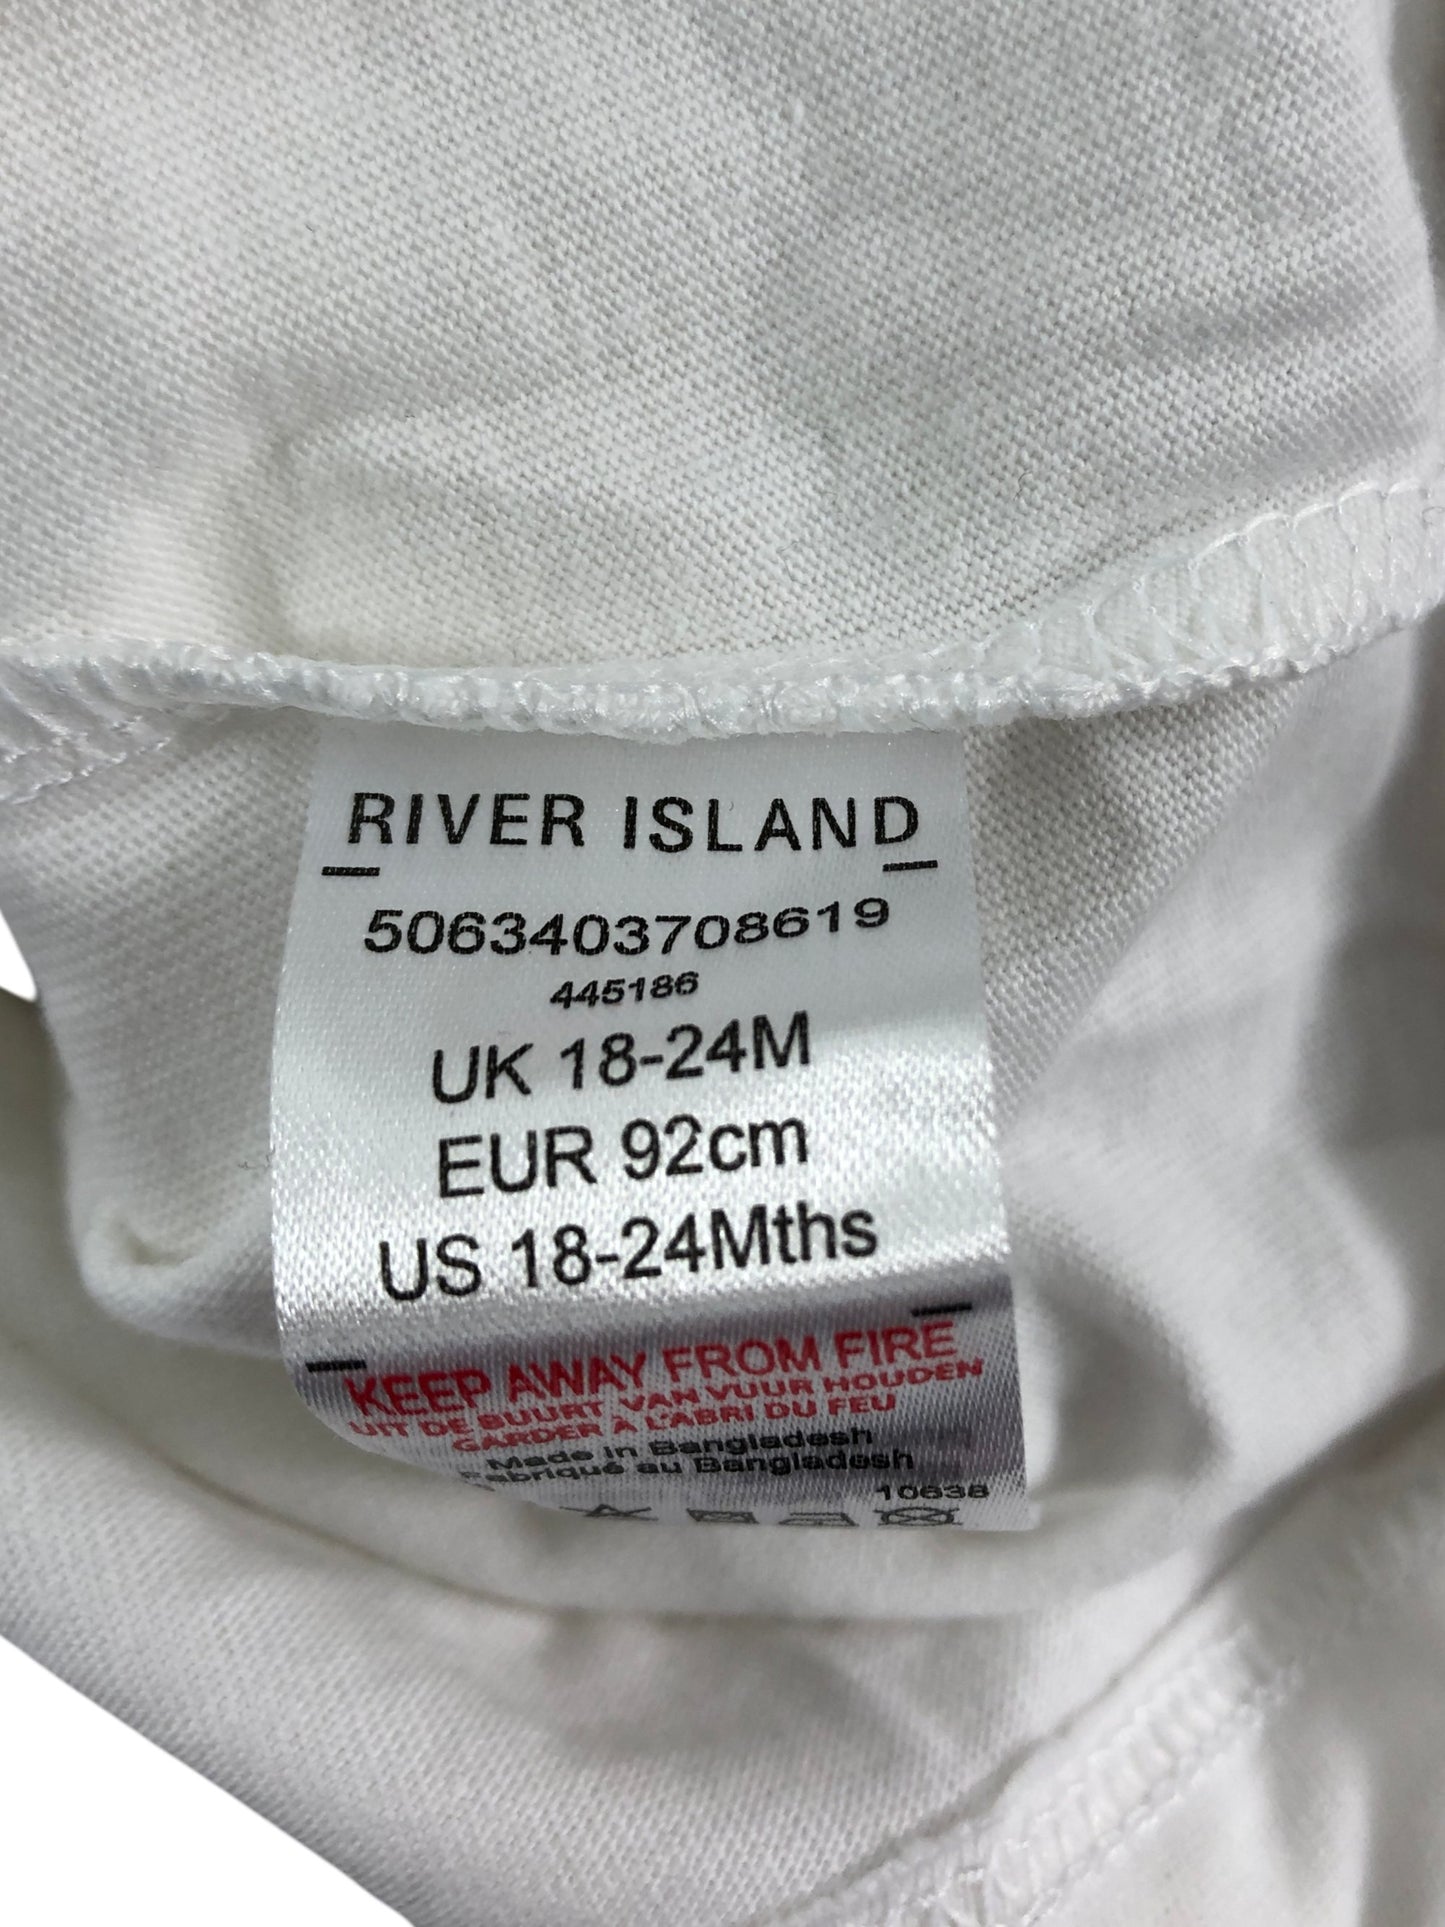 RIVER ISLAND
5063403708619
445186
UK 18-24M
EUR 92cm
US 18-24Mths
KEEP AWAY FROM FIRE
UIT DE BUURT VAN VUUR HOUDEN
GARDER À L'ABRI DU FEU
Made in Bangladesh
Fabriqué au Bangladesh
10638